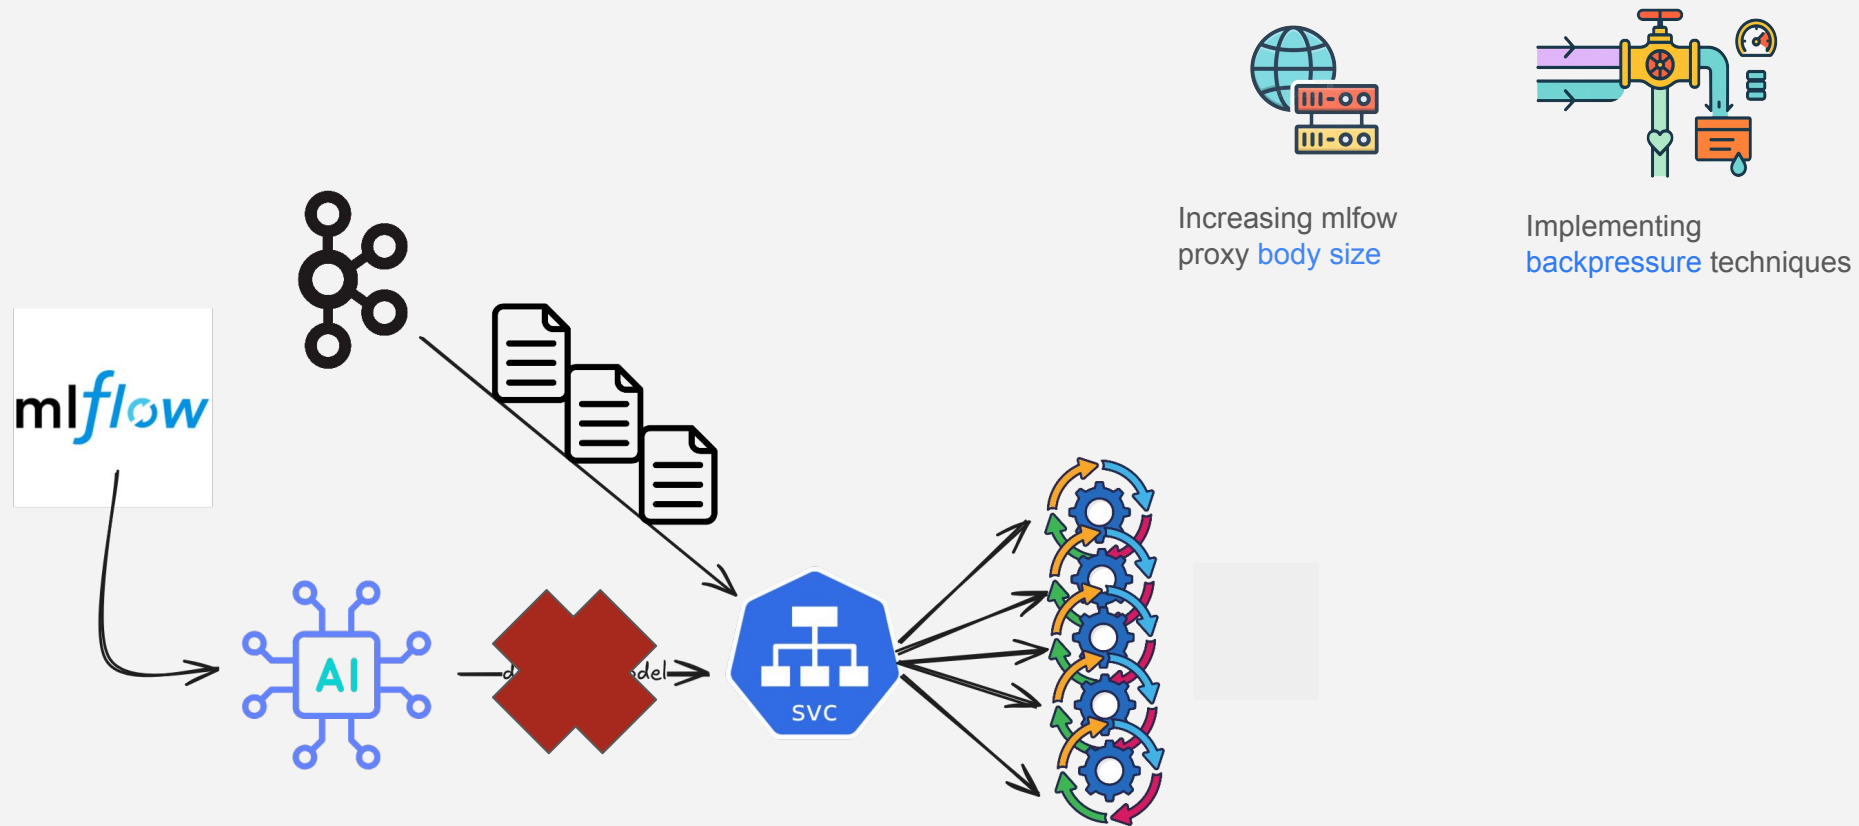 Increasing mlfow
proxy body size
Implementing
backpressure techniques
mlflow
AI
svc